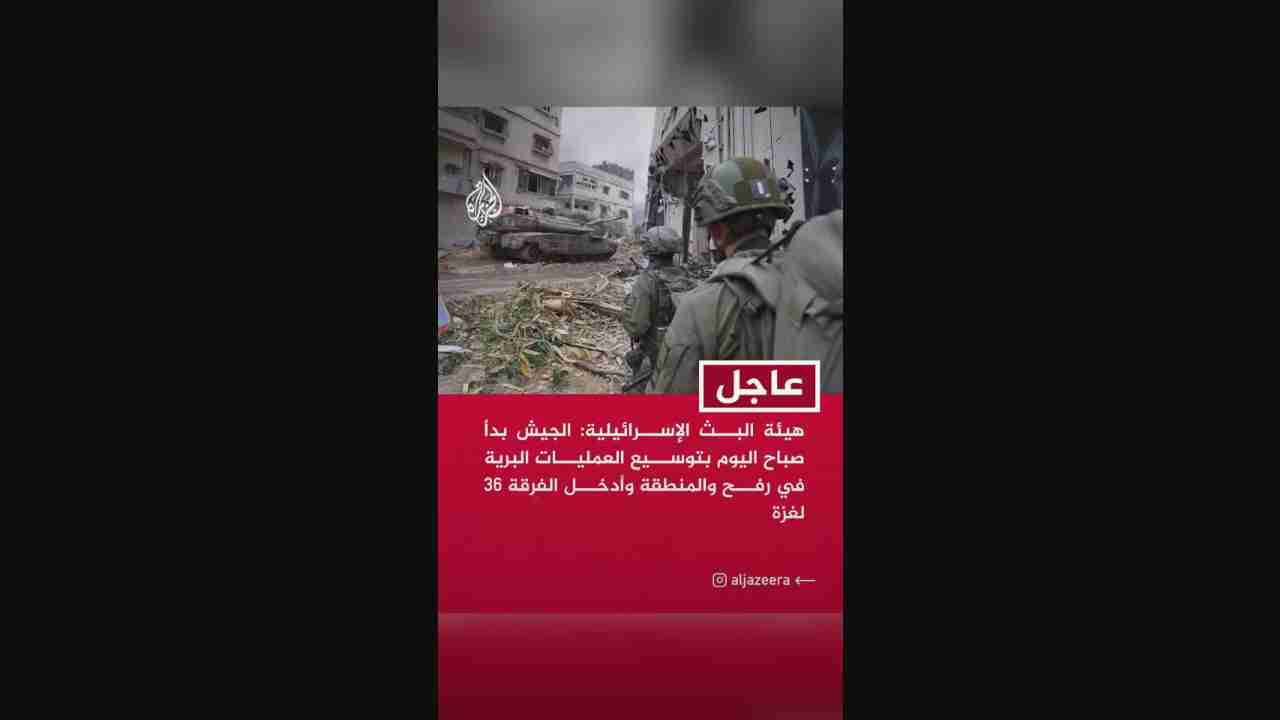 الجزيرة
عاجل
هيئة البث الإسرائيلية: الجيش بدأ
صباح اليوم بتوسيع العمليات البرية
في رفح والمنطقة وأدخل الفرقة 36
لغزة
aljazeera